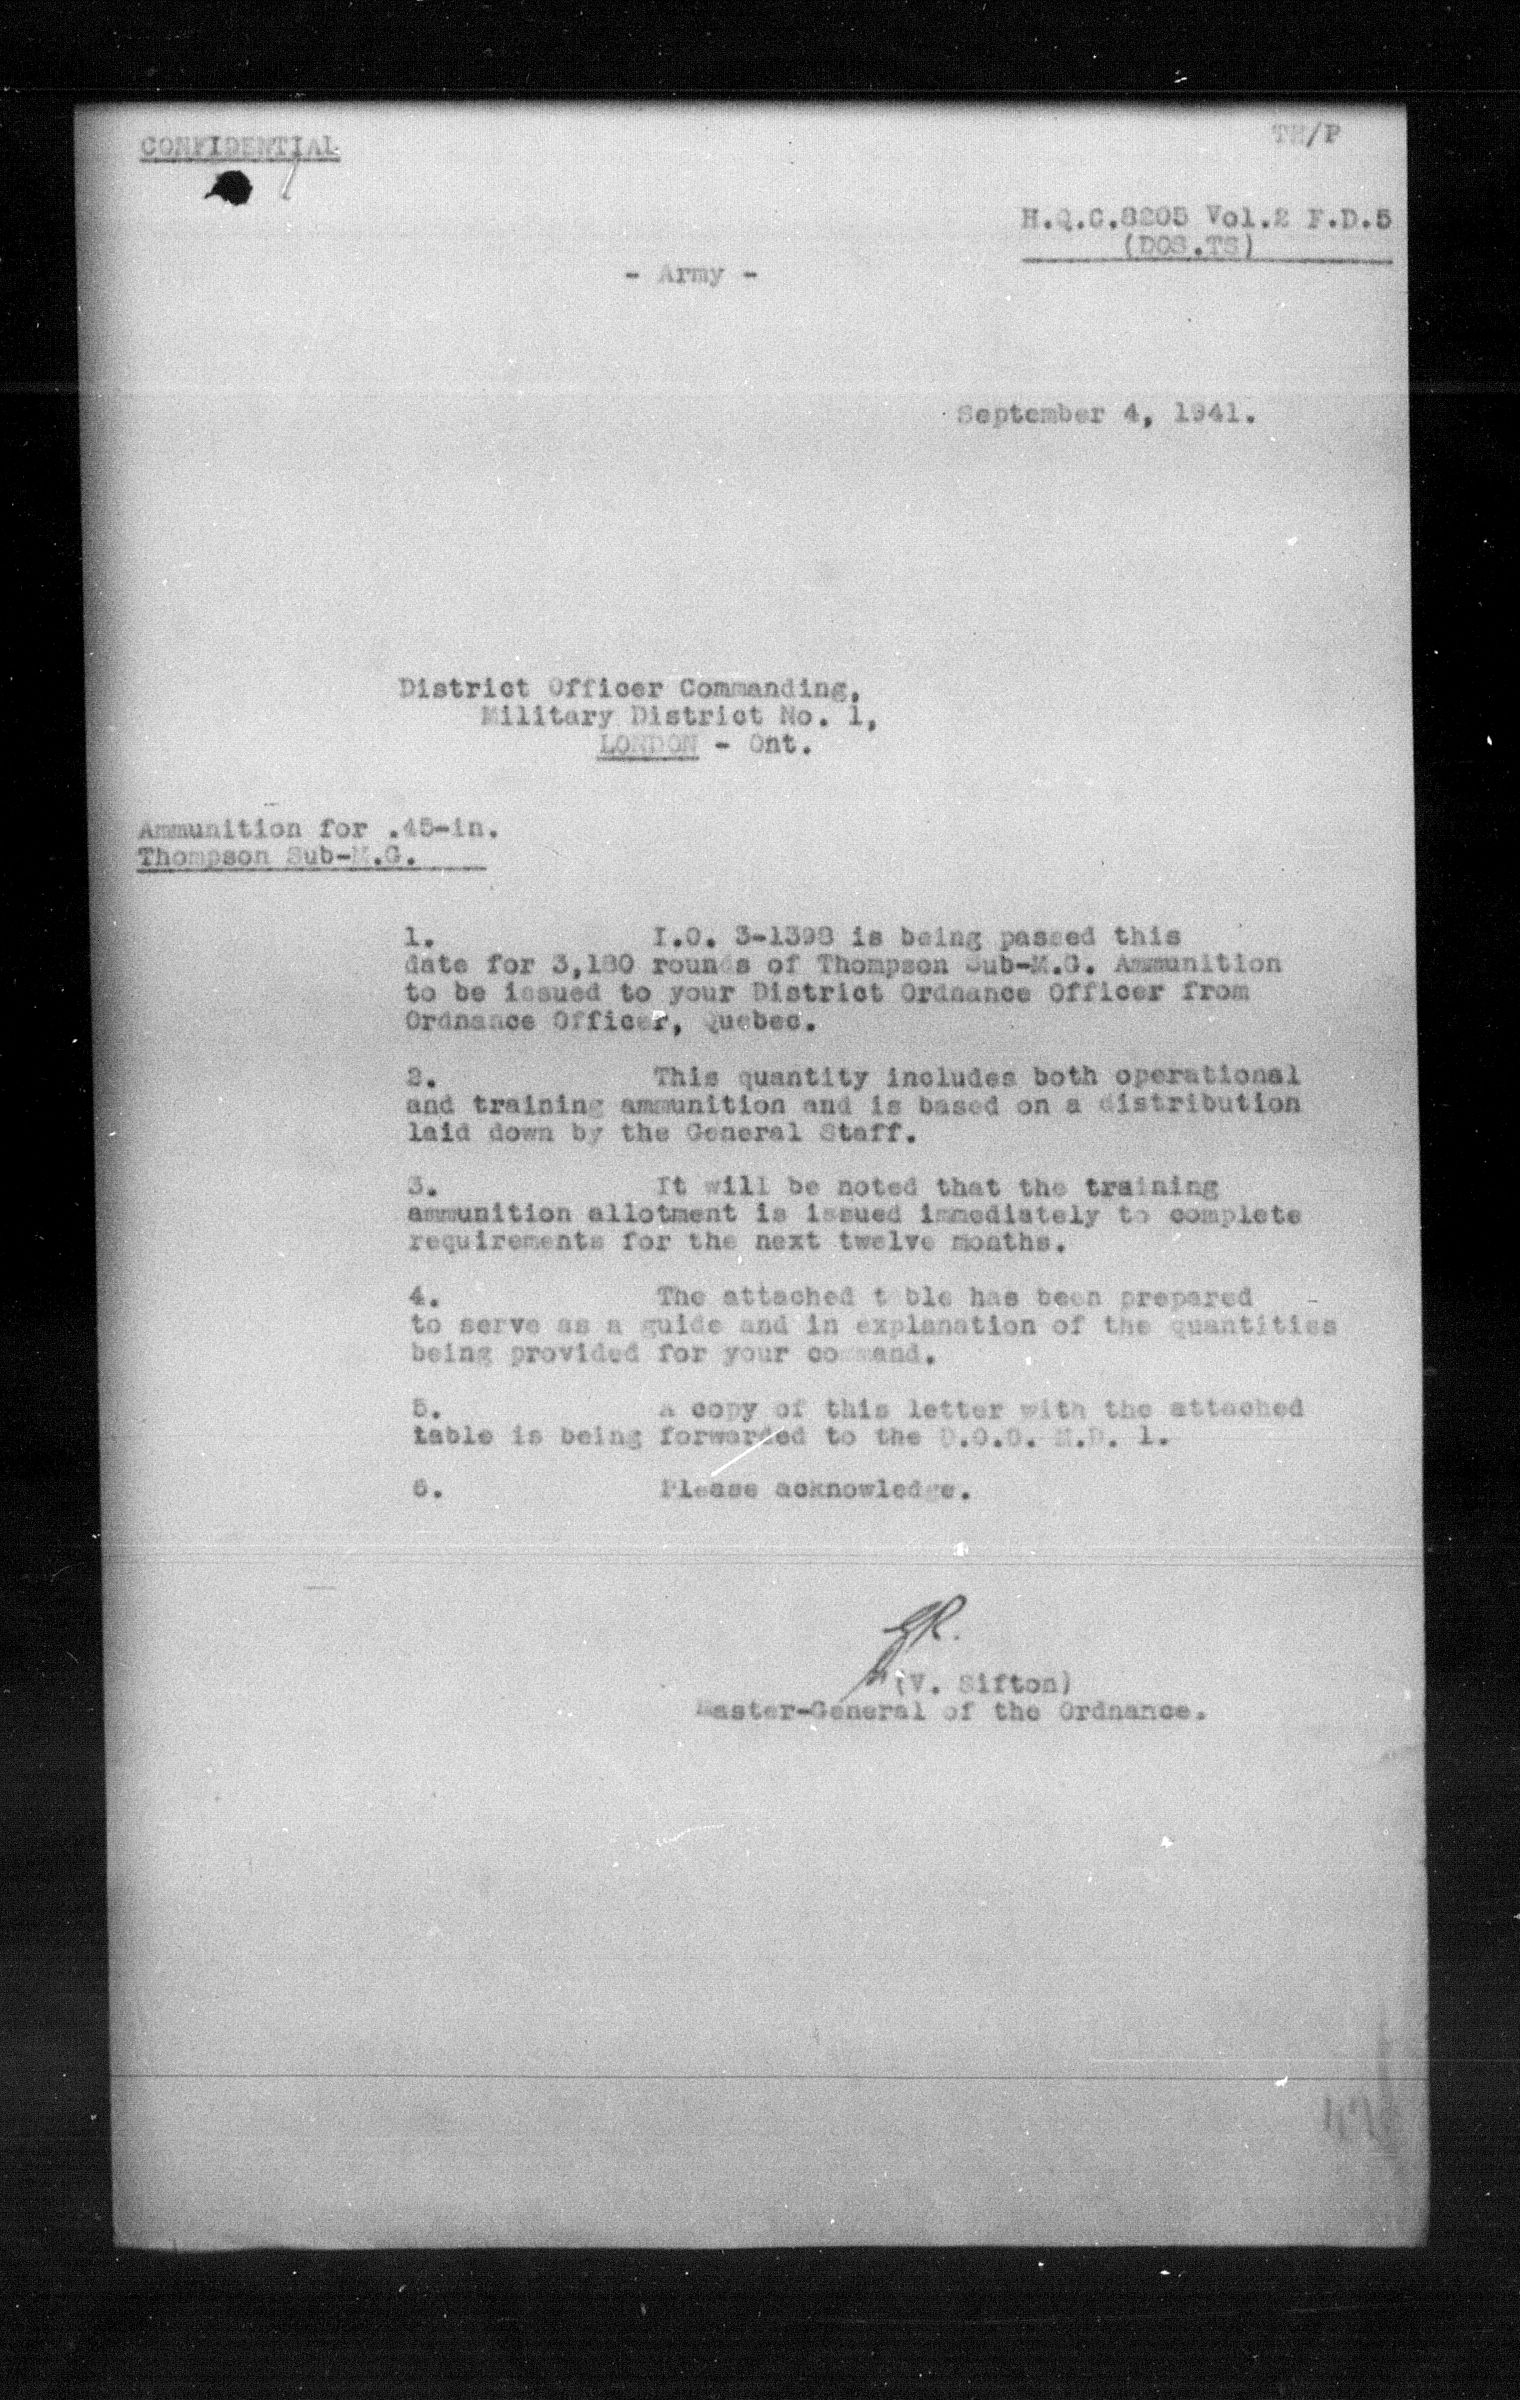 CONFIDENTIAL
TH/P
H.Q.C.8205 Vol.2 F.D.5
(DOS.TS)
- Army -
September 4, 1941.
District Officer Commanding,
Military District No. 1,
LONDON - Ont.
Ammunition for .45-in.
Thompson Sub-M.G.
1. I.O. 3-1398 is being passed this
date for 3,180 rounds of Thompson Sub-M.G. Ammunition
to be issued to your District Ordnance Officer from
Ordnance Officer, Quebec.
2. This quantity includes both operational
and training ammunition and is based on a distribution
laid down by the General Staff.
3. It will be noted that the training
ammunition allotment is issued immediately to complete
requirements for the next twelve months.
4. The attached table has been prepared
to serve as a guide and in explanation of the quantities
being provided for your command.
5. A copy of this letter with the attached
table is being forwarded to the D.O.O. M.D. 1.
6. Please acknowledge.
(V. Sifton)
Master-General of the Ordnance.